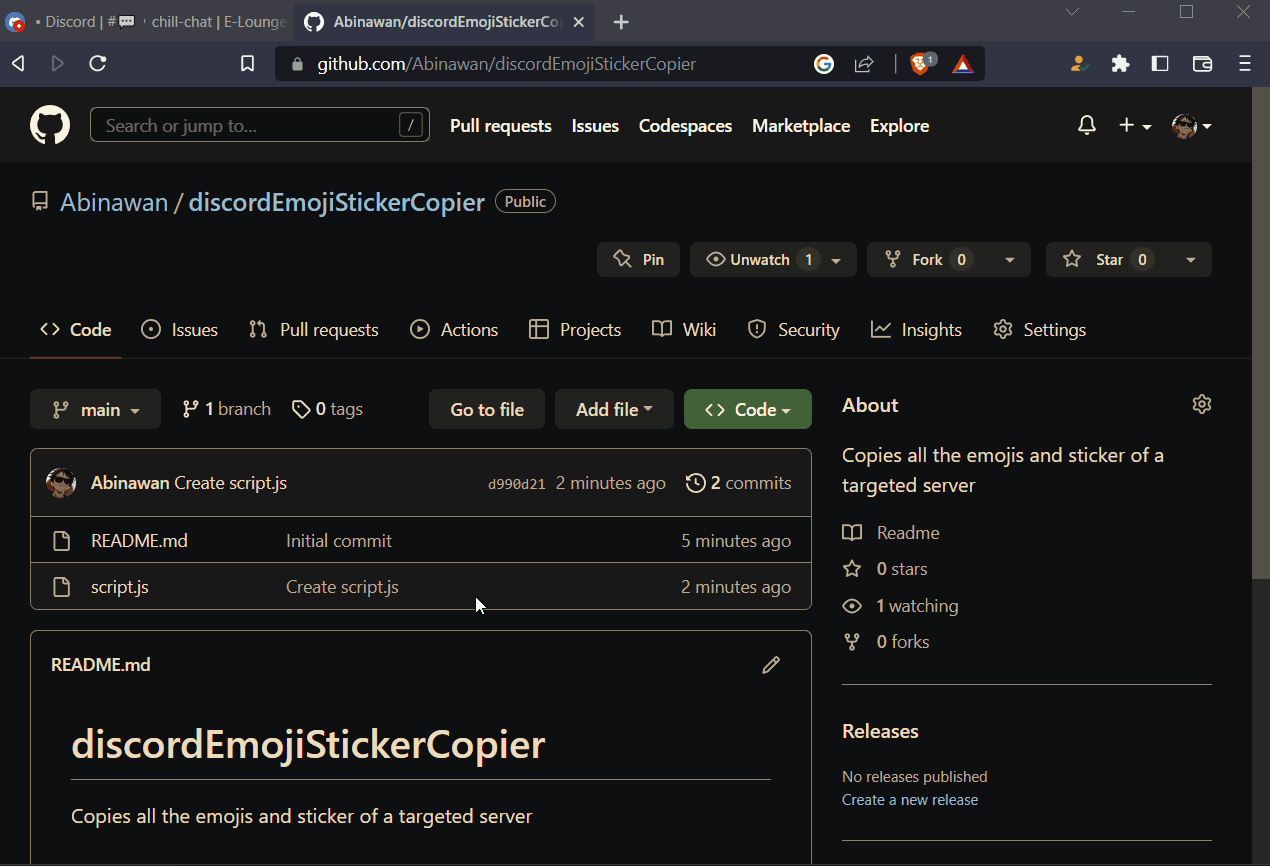 • Discord | # chill-chat | E-Lounge
Abinawan/discordEmojiStickerCo
github.com/Abinawan/discordEmojiStickerCopier
1
Search or jump to... /
Pull requests Issues Codespaces Marketplace Explore
Abinawan / discordEmojiStickerCopier Public
Pin Unwatch 1 Fork 0 Star 0
Code Issues Pull requests Actions Projects Wiki Security Insights Settings
main 1 branch 0 tags Go to file Add file Code
Abinawan Create script.js d990d21 2 minutes ago 2 commits
README.md Initial commit 5 minutes ago
script.js Create script.js 2 minutes ago
README.md
discordEmojiStickerCopier
Copies all the emojis and sticker of a targeted server
About
Copies all the emojis and sticker of a
targeted server
Readme
0 stars
1 watching
0 forks
Releases
No releases published
Create a new release